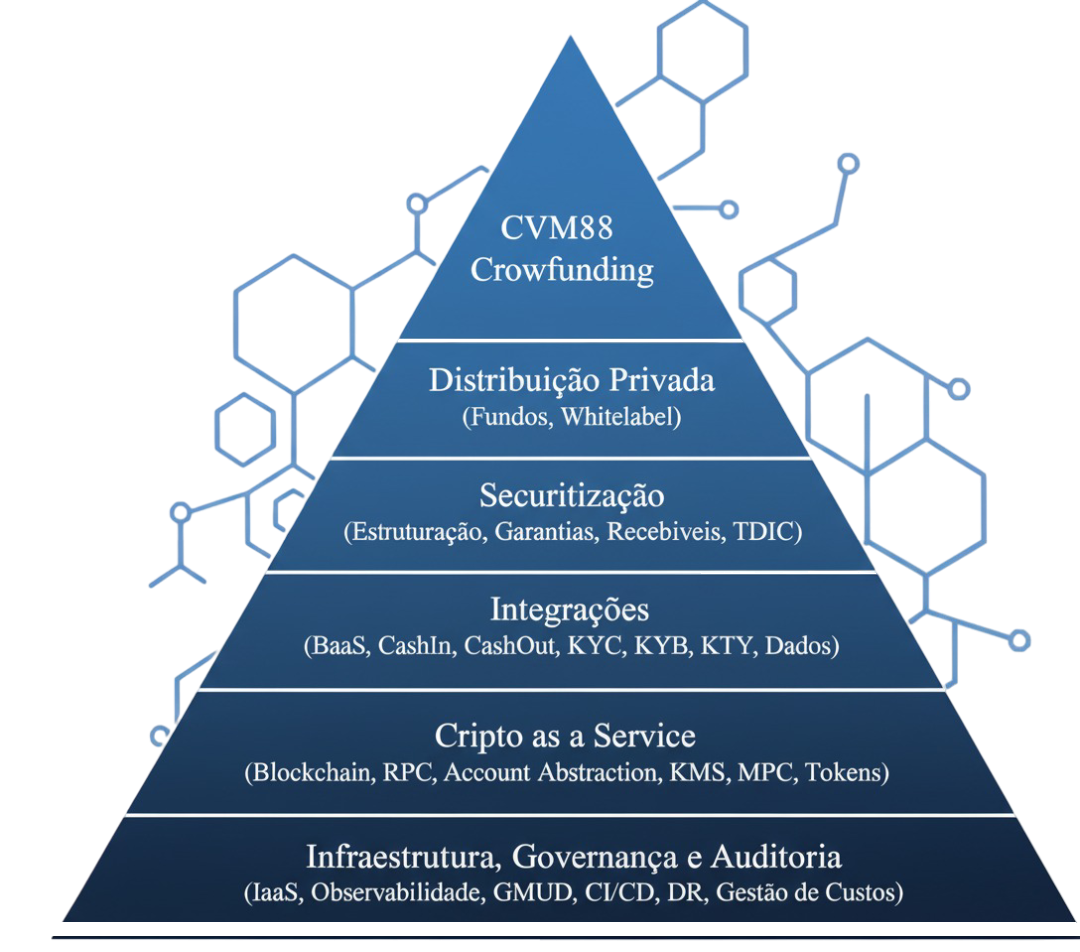 CVM88
Crowfunding
Distribuição Privada
(Fundos, Whitelabel)
Securitização
(Estruturação, Garantias, Recebiveis, TDIC)
Integrações
(BaaS, CashIn, CashOut, KYC, KYB, KTY, Dados)
Cripto as a Service
(Blockchain, RPC, Account Abstraction, KMS, MPC, Tokens)
Infraestrutura, Governança e Auditoria
(IaaS, Observabilidade, GMUD, CI/CD, DR, Gestão de Custos)